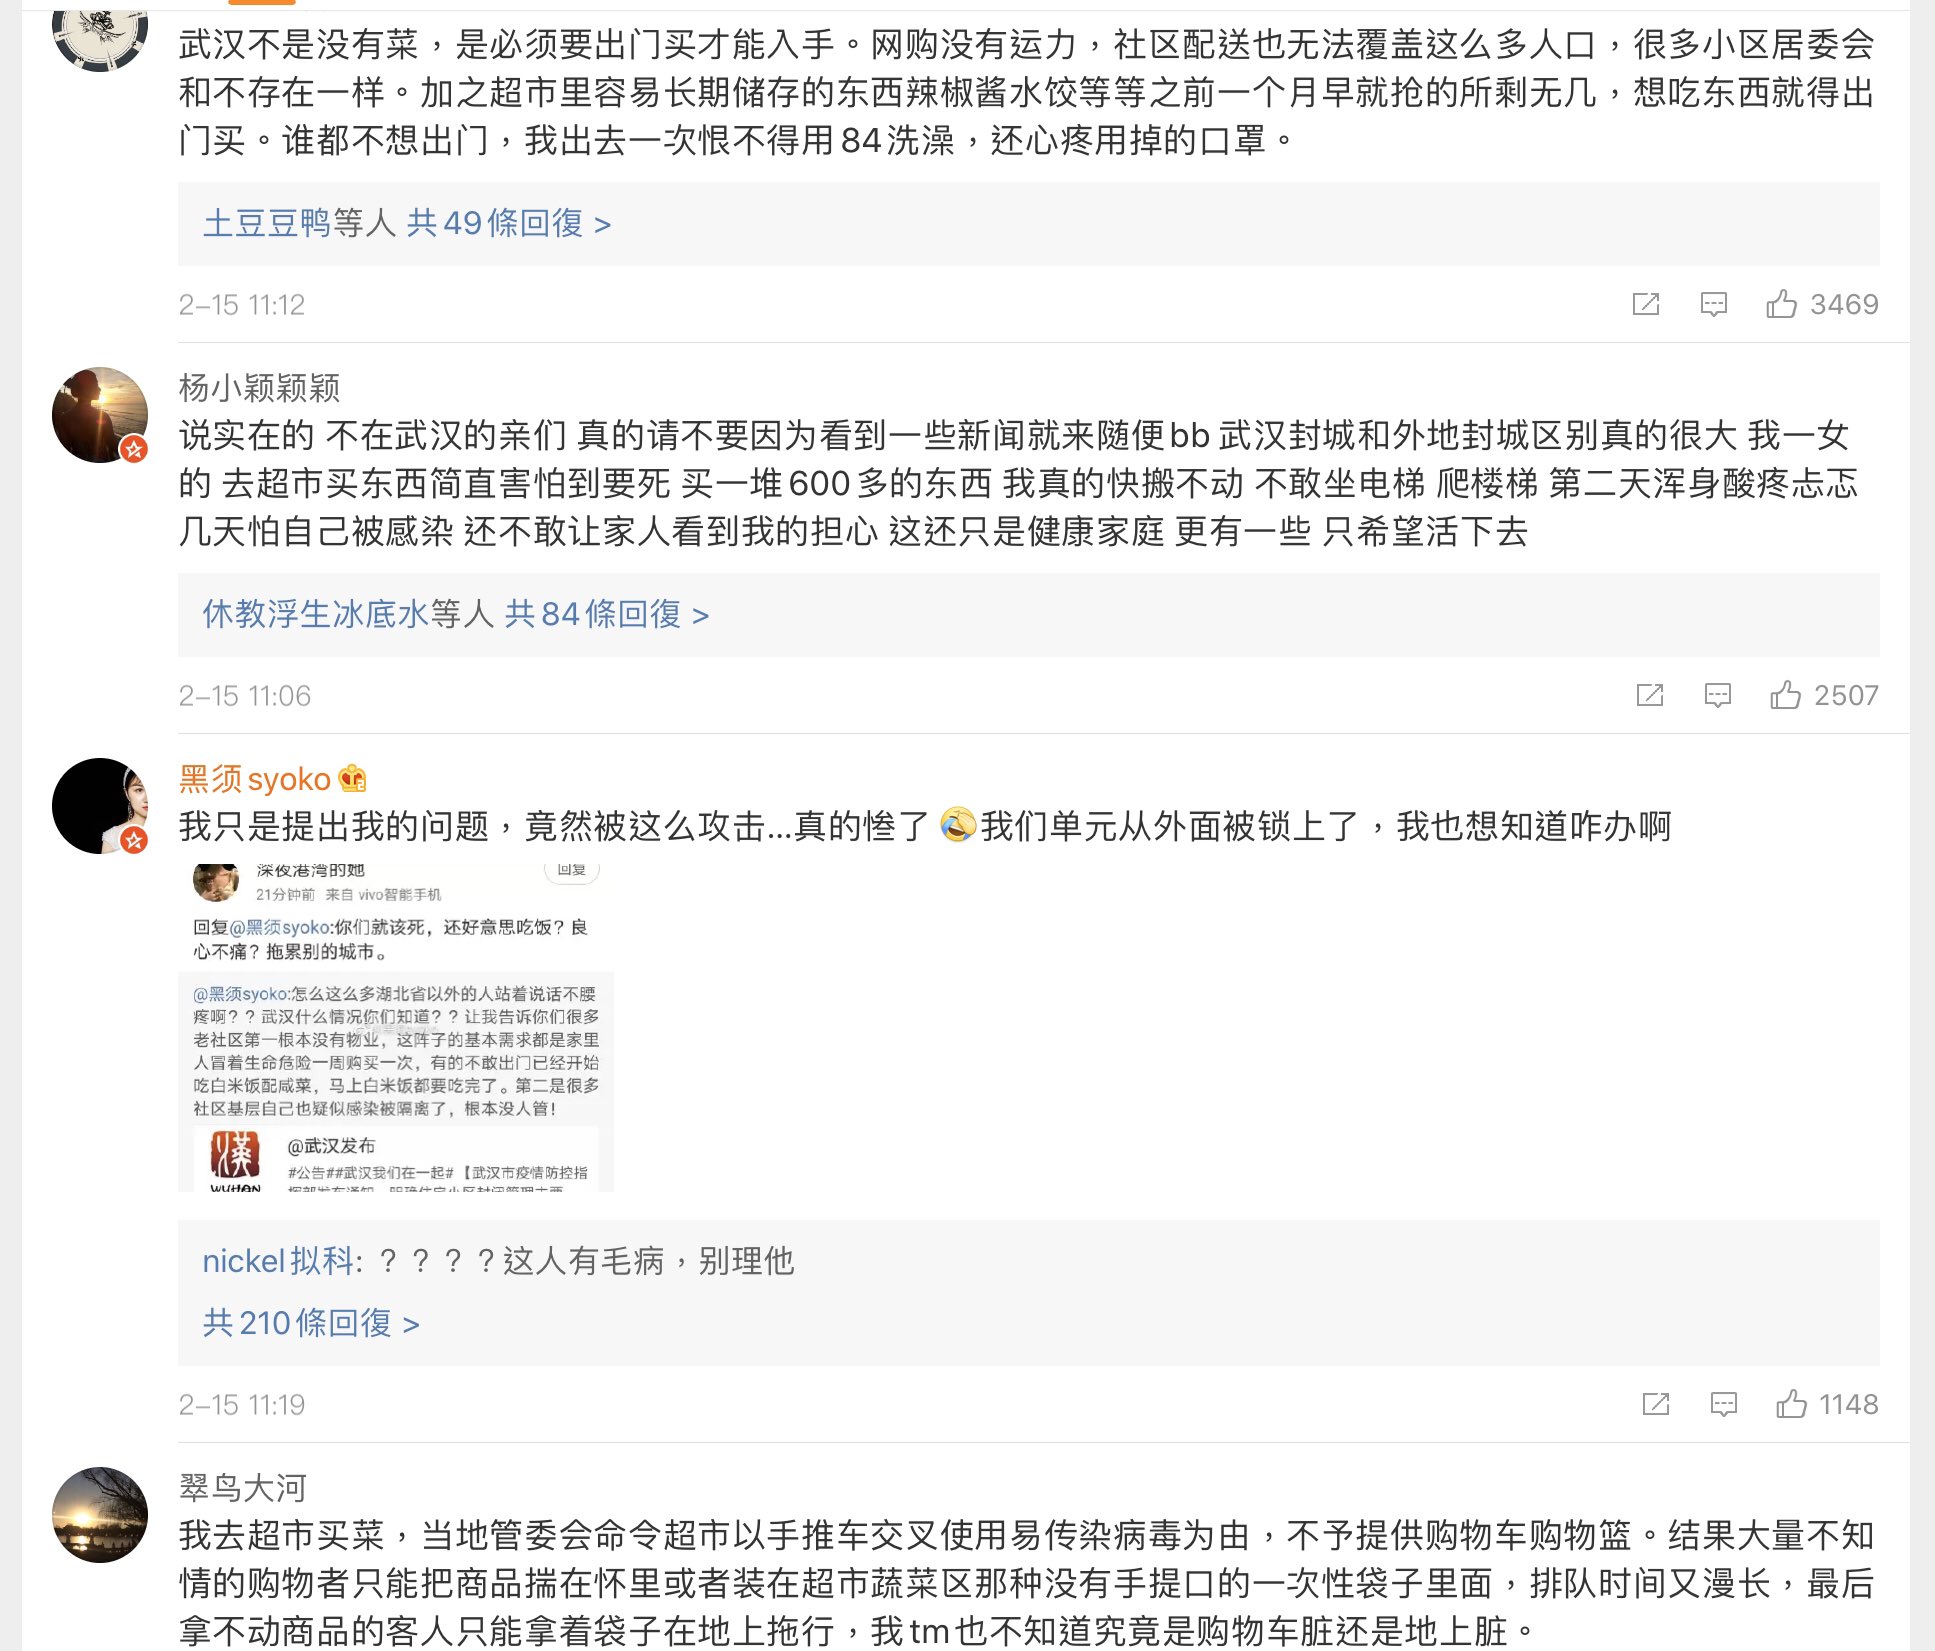 武汉不是没有菜，是必须要出门买才能入手。网购没有运力，社区配送也无法覆盖这么多人口，很多小区居委会
和不存在一样。加之超市里容易长期储存的东西辣椒酱水饺等等之前一个月早就抢的所剩无几，想吃东西就得出
门买。谁都不想出门，我出去一次恨不得用84洗澡，还心疼用掉的口罩。
土豆豆鸭等人 共49條回復 >
2-15 11:12
3469
杨小颖颖颖
说实在的 不在武汉的亲们 真的请不要因为看到一些新闻就来随便bb 武汉封城和外地封城区别真的很大 我一女
的 去超市买东西简直害怕到要死 买一堆600多的东西 我真的快搬不动 不敢坐电梯 爬楼梯 第二天浑身酸疼忐忑
几天怕自己被感染 还不敢让家人看到我的担心 这还只是健康家庭 更有一些 只希望活下去
休教浮生冰底水等人 共84條回復 >
2-15 11:06
2507
黑须syoko
我只是提出我的问题，竟然被这么攻击...真的惨了 我们单元从外面被锁上了，我也想知道咋办啊
深夜港湾的她
回复
21分钟前 来自 vivo智能手机
回复@黑须syoko:你们就该死，还好意思吃饭？良
心不痛？拖累别的城市。
@黑须syoko:怎么这么多湖北省以外的人站着说话不腰
疼啊？？武汉什么情况你们知道？？让我告诉你们很多
老社区第一根本没有物业，这阵子的基本需求都是家里
人冒着生命危险一周购买一次，有的不敢出门已经开始
吃白米饭配咸菜，马上白米饭都要吃完了。第二是很多
社区基层自己也疑似感染被隔离了，根本没人管！
漢
WUHAN
@武汉发布
#公告##武汉我们在一起#【武汉市疫情防控指
nickel拟科: ？？？？这人有毛病，别理他
共210條回復 >
2-15 11:19
1148
翠鸟大河
我去超市买菜，当地管委会命令超市以手推车交叉使用易传染病毒为由，不予提供购物车购物篮。结果大量不知
情的购物者只能把商品揣在怀里或者装在超市蔬菜区那种没有手提口的一次性袋子里面，排队时间又漫长，最后
拿不动商品的客人只能拿着袋子在地上拖行，我tm也不知道究竟是购物车脏还是地上脏。